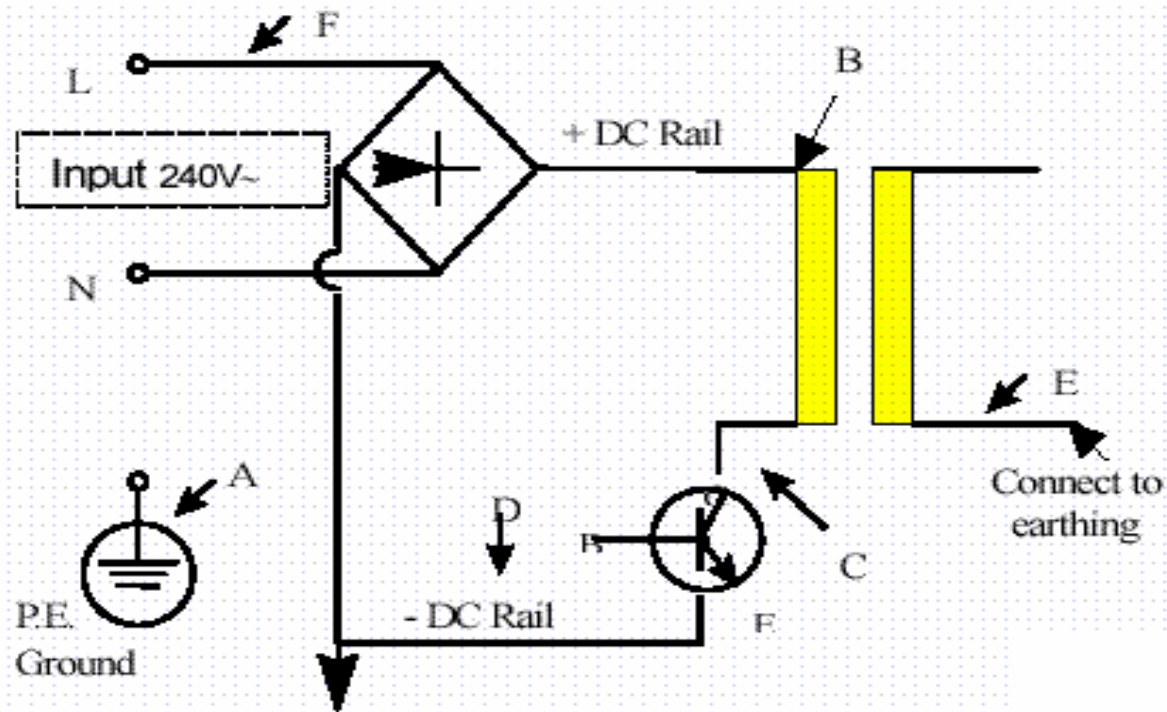 F
L
B
+ DC Rail
Input 240V~
N
E
A
Connect to
earthing
D
C
B
C
- DC Rail
E
P.E.
Ground